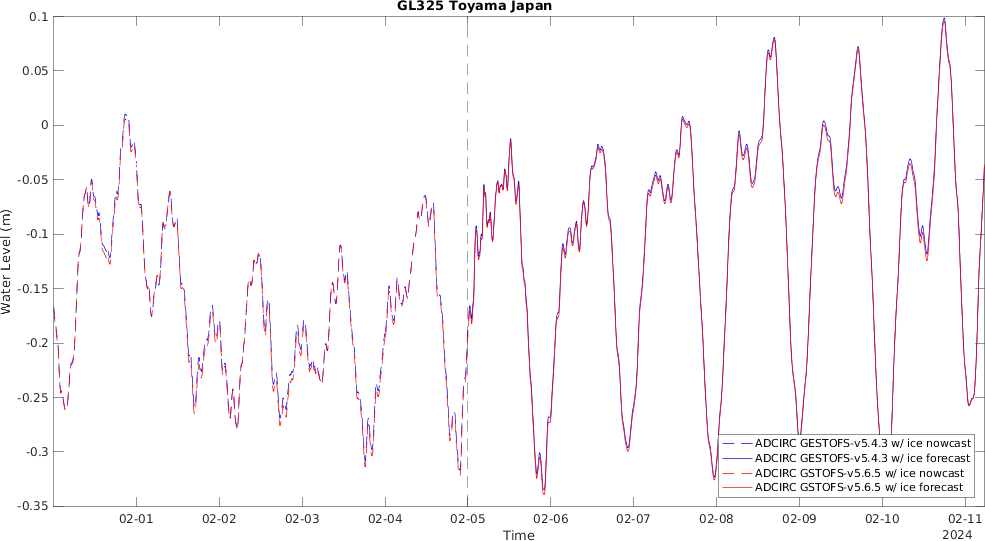 GL325 Toyama Japan
0.1
0.05
0
-0.05
-0.1
-0.15
-0.2
-0.25
-0.3
-0.35
Water Level (m)
ADCIRC GESTOFS-v5.4.3 w/ ice nowcast
ADCIRC GESTOFS-v5.4.3 w/ ice forecast
ADCIRC GSTOFS-v5.6.5 w/ ice nowcast
ADCIRC GSTOFS-v5.6.5 w/ ice forecast
02-01 02-02 02-03 02-04 02-05 02-06 02-07 02-08 02-09 02-10 02-11
Time
2024